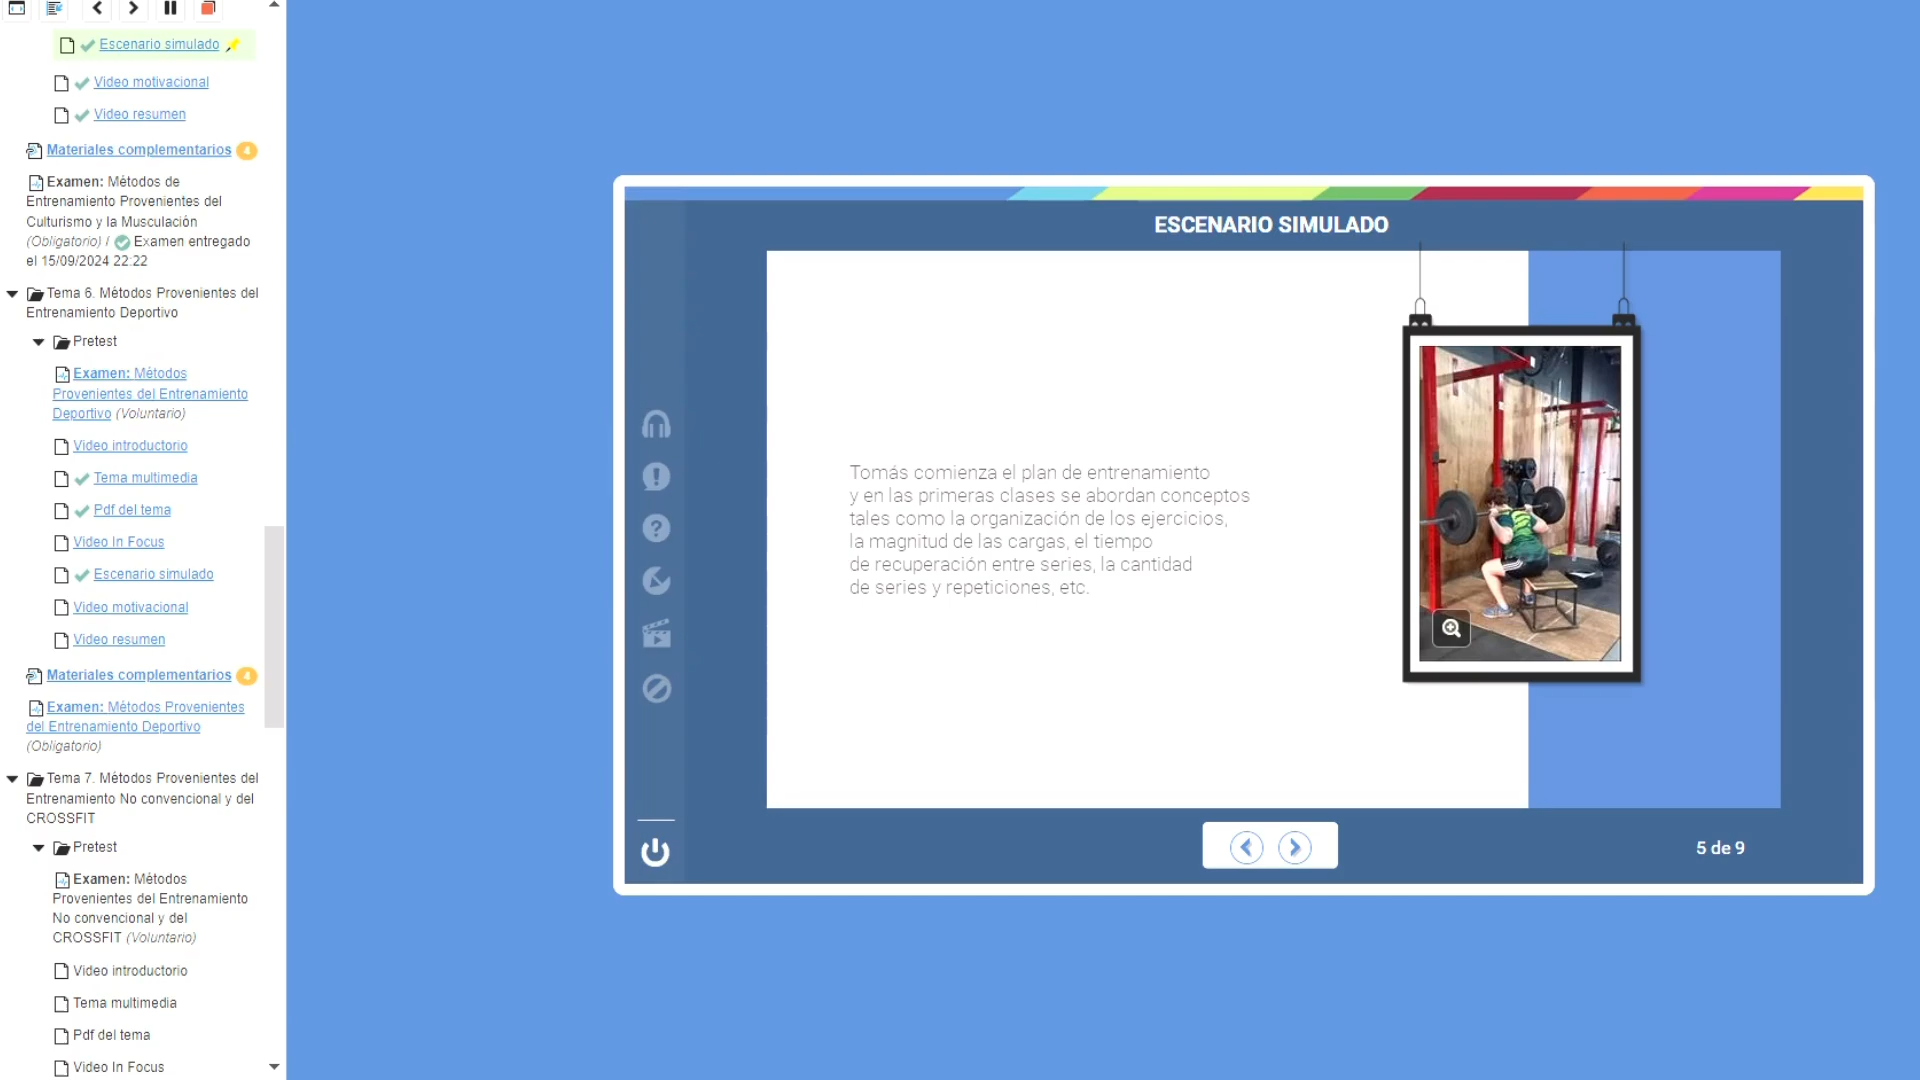 Escenario simulado
Video motivacional
Video resumen
Materiales complementarios 4
Examen: Métodos de
Entrenamiento Provenientes del
Culturismo y la Musculación
(Obligatorio) / Examen entregado
el 15/09/2024 22:22
Tema 6. Métodos Provenientes del
Entrenamiento Deportivo
Pretest
Examen: Métodos
Provenientes del Entrenamiento
Deportivo (Voluntario)
Video introductorio
Tema multimedia
Pdf del tema
Video In Focus
Escenario simulado
Video motivacional
Video resumen
Materiales complementarios 4
Examen: Métodos Provenientes
del Entrenamiento Deportivo
(Obligatorio)
Tema 7. Métodos Provenientes del
Entrenamiento No convencional y del
CROSSFIT
Pretest
Examen: Métodos
Provenientes del Entrenamiento
No convencional y del
CROSSFIT (Voluntario)
Video introductorio
Tema multimedia
Pdf del tema
Video In Focus
ESCENARIO SIMULADO
Tomás comienza el plan de entrenamiento
y en las primeras clases se abordan conceptos
tales como la organización de los ejercicios,
la magnitud de las cargas, el tiempo
de recuperación entre series, la cantidad
de series y repeticiones, etc.
5 de 9